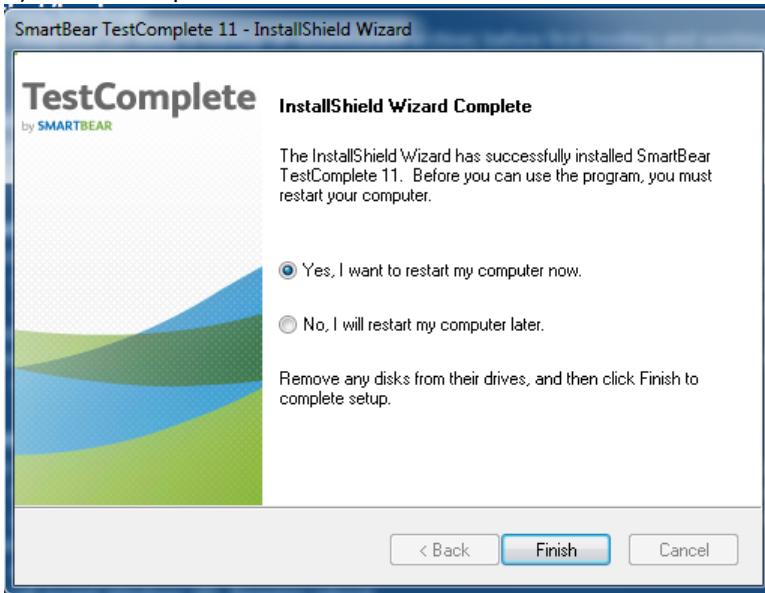 SmartBear TestComplete 11 - InstallShield Wizard
TestComplete
by SMARTBEAR
InstallShield Wizard Complete
The InstallShield Wizard has successfully installed SmartBear
TestComplete 11. Before you can use the program, you must
restart your computer.
Yes, I want to restart my computer now.
No, I will restart my computer later.
Remove any disks from their drives, and then click Finish to
complete setup.
< Back
Finish
Cancel